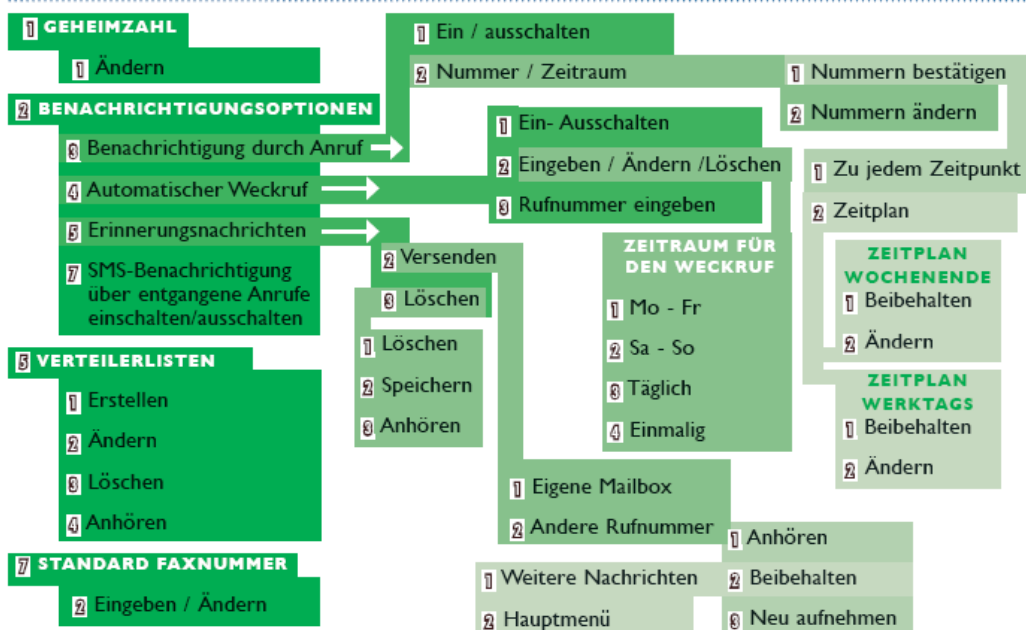 1 GEHEIMZAHL
1 Ändern
2 BENACHRICHTIGUNGSOPTIONEN
3 Benachrichtigung durch Anruf
4 Automatischer Weckruf
5 Erinnerungsnachrichten
7 SMS-Benachrichtigung
über entgangene Anrufe
einschalten/ausschalten
5 VERTEILERLISTEN
1 Erstellen
2 Ändern
3 Löschen
4 Anhören
7 STANDARD FAXNUMMER
2 Eingeben / Ändern
1 Ein / ausschalten
2 Nummer / Zeitraum
1 Nummern bestätigen
2 Nummern ändern
1 Zu jedem Zeitpunkt
2 Zeitplan
ZEITPLAN
WOCHENENDE
1 Beibehalten
2 Ändern
ZEITPLAN
WERKTAGS
1 Beibehalten
2 Ändern
1 Ein- Ausschalten
2 Eingeben / Ändern /Löschen
3 Rufnummer eingeben
ZEITRAUM FÜR
DEN WECKRUF
1 Mo - Fr
2 Sa - So
3 Täglich
4 Einmalig
2 Versenden
3 Löschen
1 Löschen
2 Speichern
3 Anhören
1 Eigene Mailbox
2 Andere Rufnummer
1 Anhören
2 Beibehalten
3 Neu aufnehmen
1 Weitere Nachrichten
2 Hauptmenü